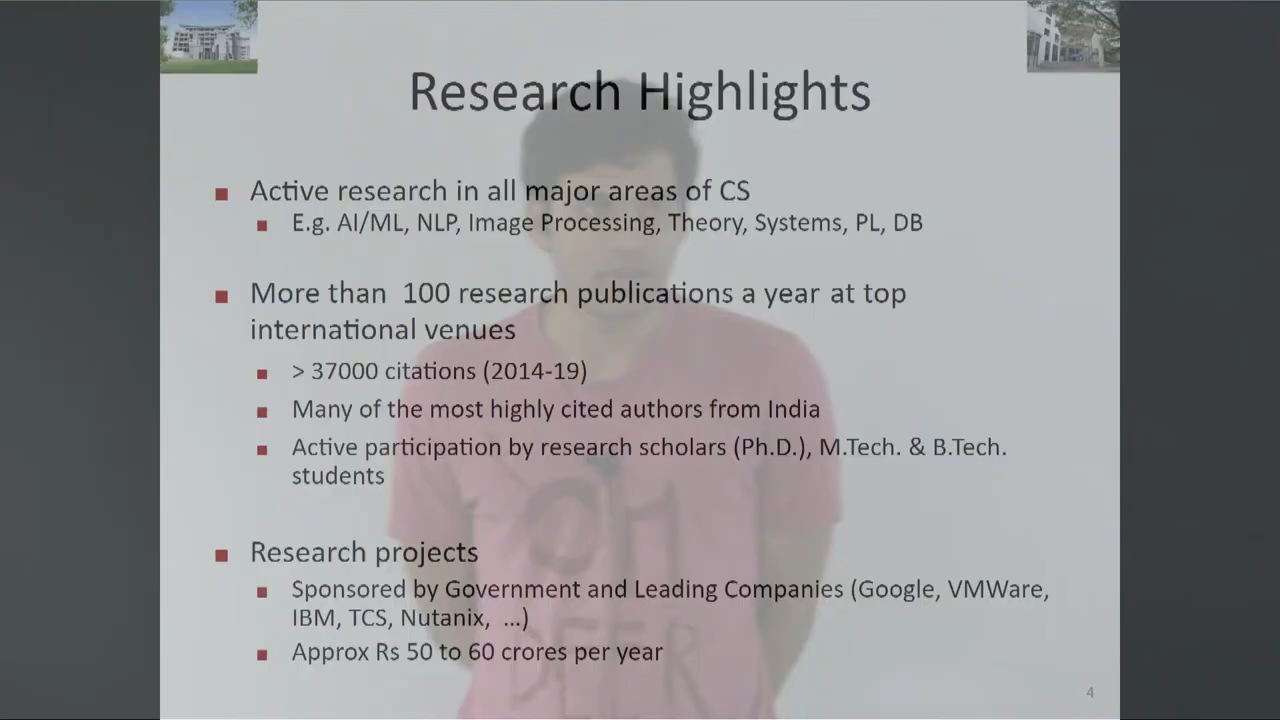 Research Highlights
Active research in all major areas of CS
E.g. AI/ML, NLP, Image Processing, Theory, Systems, PL, DB
More than 100 research publications a year at top
international venues
> 37000 citations (2014-19)
Many of the most highly cited authors from India
Active participation by research scholars (Ph.D.), M.Tech. & B.Tech.
students
Research projects
Sponsored by Government and Leading Companies (Google, VMWare,
IBM, TCS, Nutanix, ...)
Approx Rs 50 to 60 crores per year
4
OH
DEER